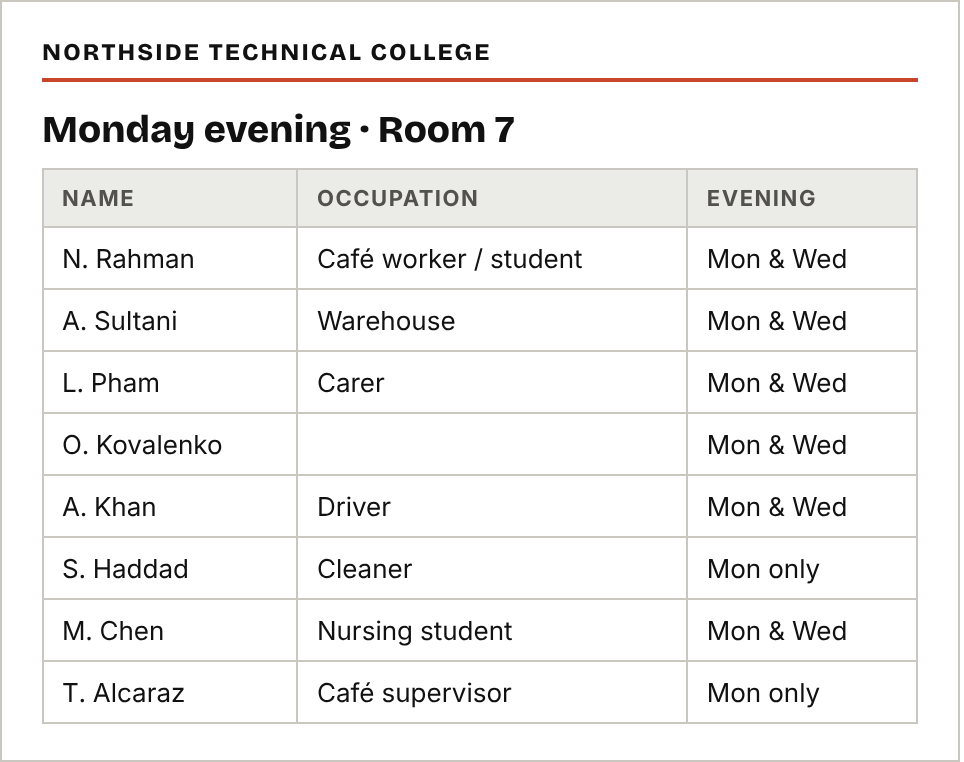 NORTHSIDE TECHNICAL COLLEGE
Monday evening · Room 7
NAME OCCUPATION EVENING
N. Rahman Café worker / student Mon & Wed
A. Sultani Warehouse Mon & Wed
L. Pham Carer Mon & Wed
O. Kovalenko Mon & Wed
A. Khan Driver Mon & Wed
S. Haddad Cleaner Mon only
M. Chen Nursing student Mon & Wed
T. Alcaraz Café supervisor Mon only